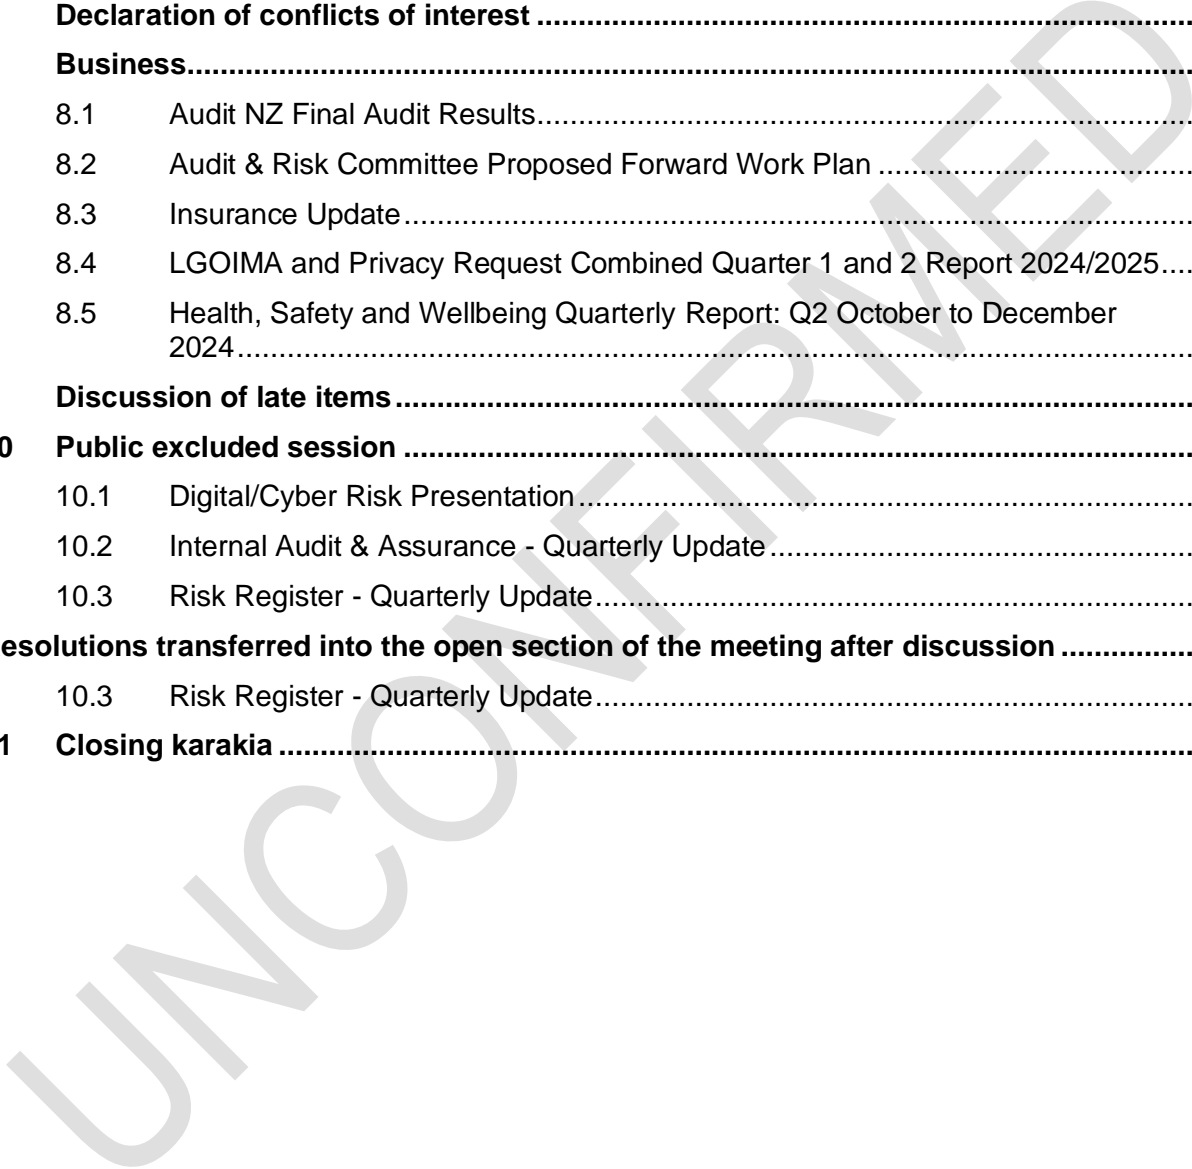 Declaration of conflicts of interest ................................................................................
Business..........................................................................................................................
8.1 Audit NZ Final Audit Results...............................................................................
8.2 Audit & Risk Committee Proposed Forward Work Plan ......................................
8.3 Insurance Update................................................................................................
8.4 LGOIMA and Privacy Request Combined Quarter 1 and 2 Report 2024/2025....
8.5 Health, Safety and Wellbeing Quarterly Report: Q2 October to December
2024....................................................................................................................
Discussion of late items.................................................................................................
0 Public excluded session ................................................................................................
10.1 Digital/Cyber Risk Presentation..........................................................................
10.2 Internal Audit & Assurance - Quarterly Update...................................................
10.3 Risk Register - Quarterly Update........................................................................
esolutions transferred into the open section of the meeting after discussion ................
10.3 Risk Register - Quarterly Update........................................................................
1 Closing karakia ...............................................................................................................
UNCONFIRMED